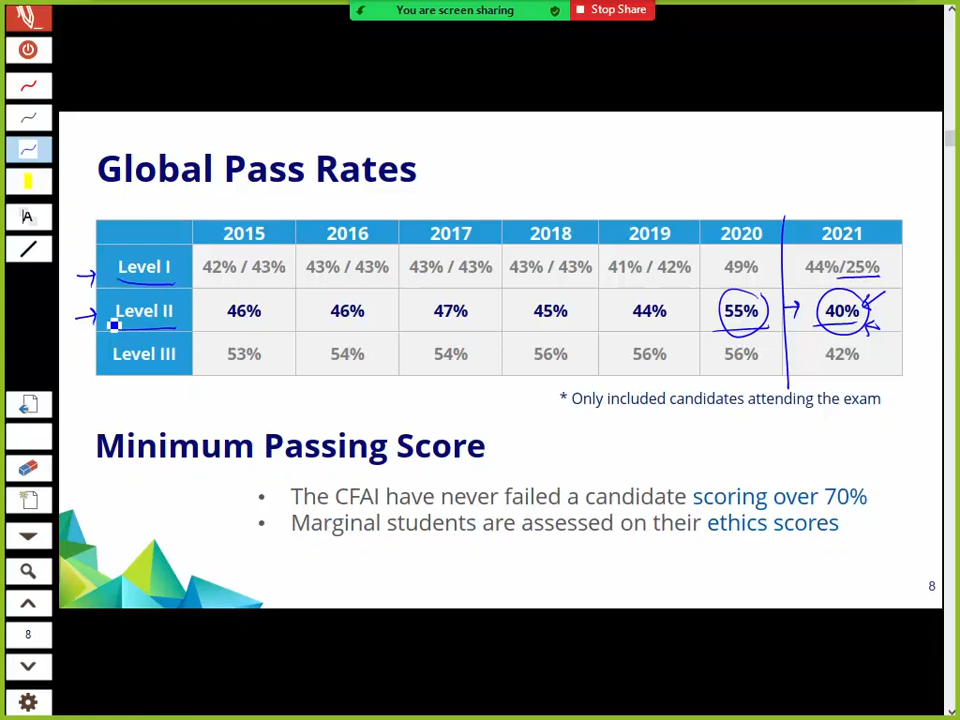 You are screen sharing Stop Share
Global Pass Rates
2015 2016 2017 2018 2019 2020 2021
Level I 42% / 43% 43% / 43% 43% / 43% 43% / 43% 41% / 42% 49% 44%/25%
Level II 46% 46% 47% 45% 44% 55% 40%
Level III 53% 54% 54% 56% 56% 56% 42%
* Only included candidates attending the exam
Minimum Passing Score
• The CFAI have never failed a candidate scoring over 70%
• Marginal students are assessed on their ethics scores
8
A
8